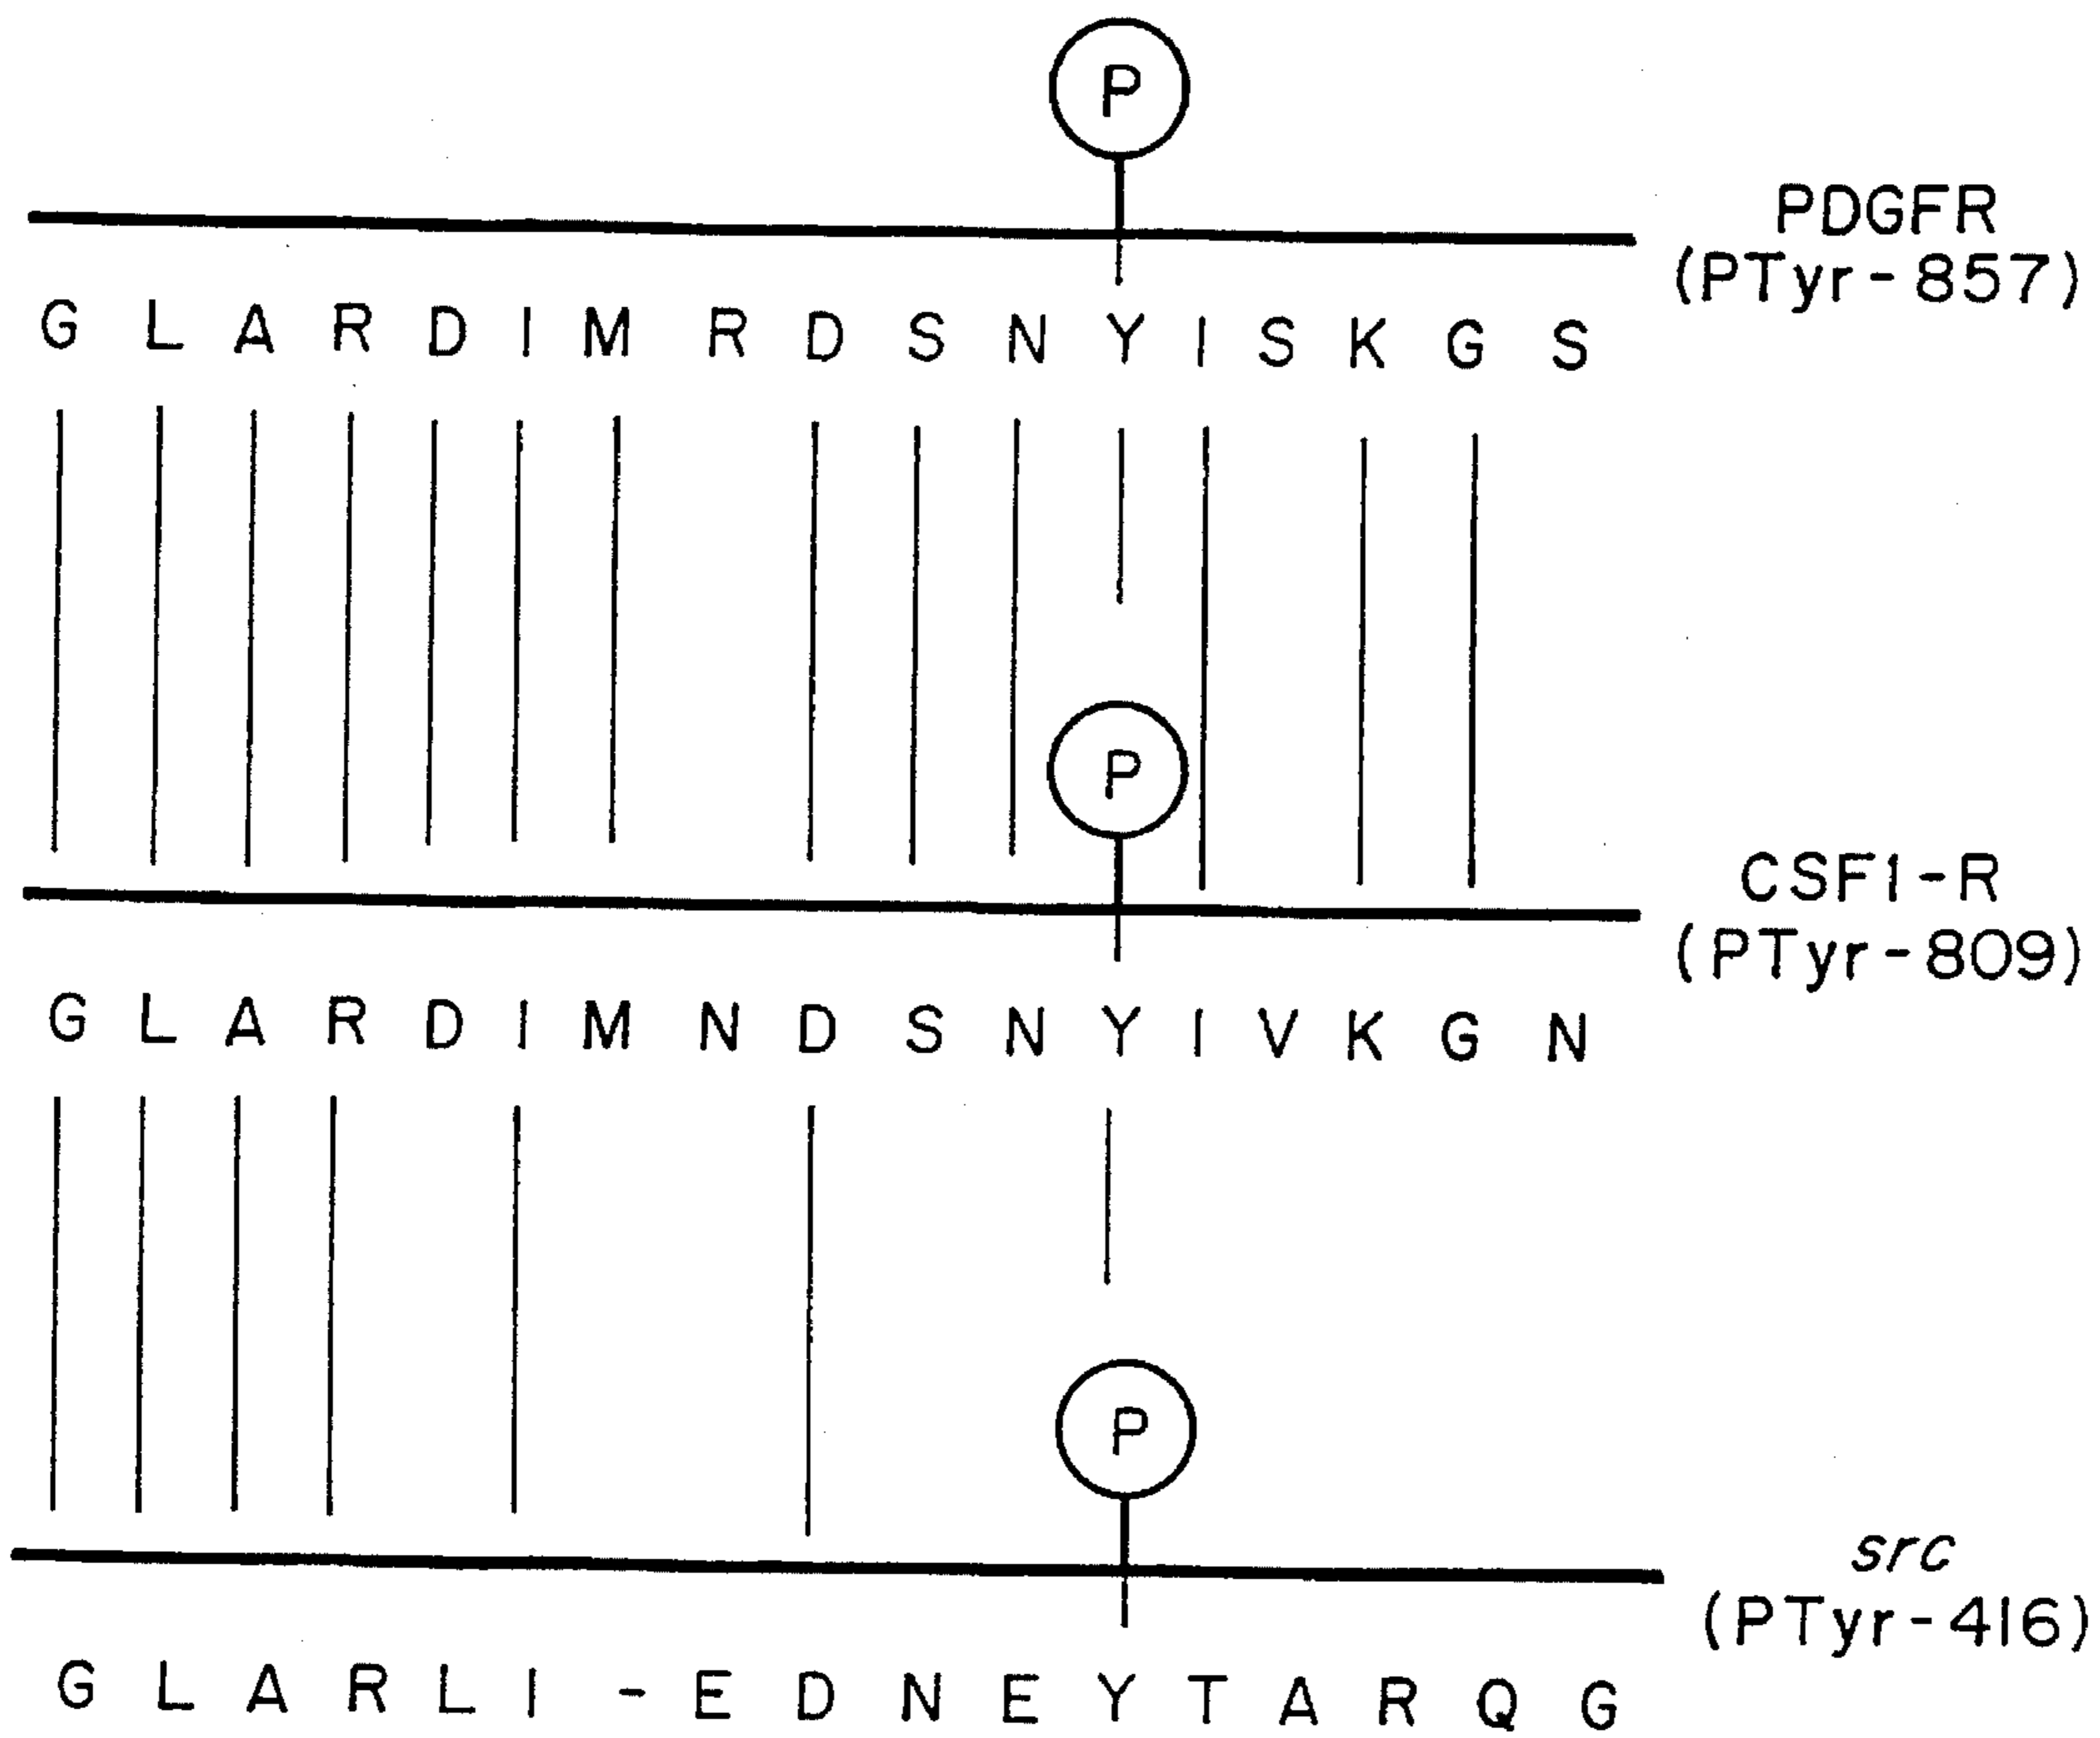 P
PDGFR
(PTyr-857)
G L A R D I M R D S N Y I S K G S
P
CSF1-R
(PTyr-809)
G L A R D I M N D S N Y I V K G N
P
src
(PTyr-416)
G L A R L I - E D N E Y T A R Q G